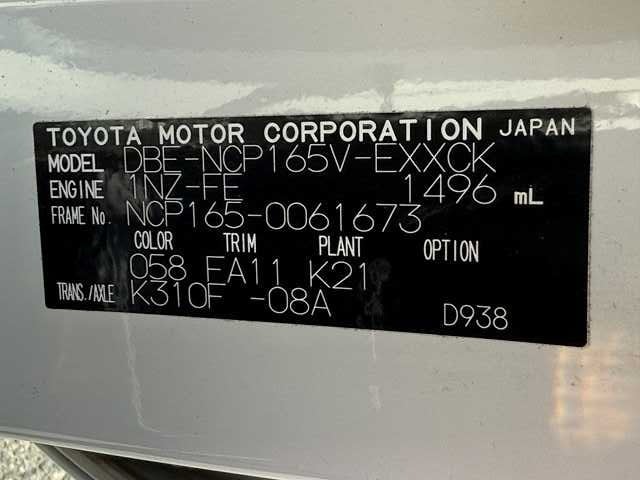 TOYOTA MOTOR CORPORATION JAPAN
MODEL DBE-NCP165V-EXXCK
ENGINE 1NZ-FE 1496 mL
FRAME No. NCP165-0061673
COLOR TRIM PLANT OPTION
058 FA11 K21
TRANS./AXLE K310F -08A
D938